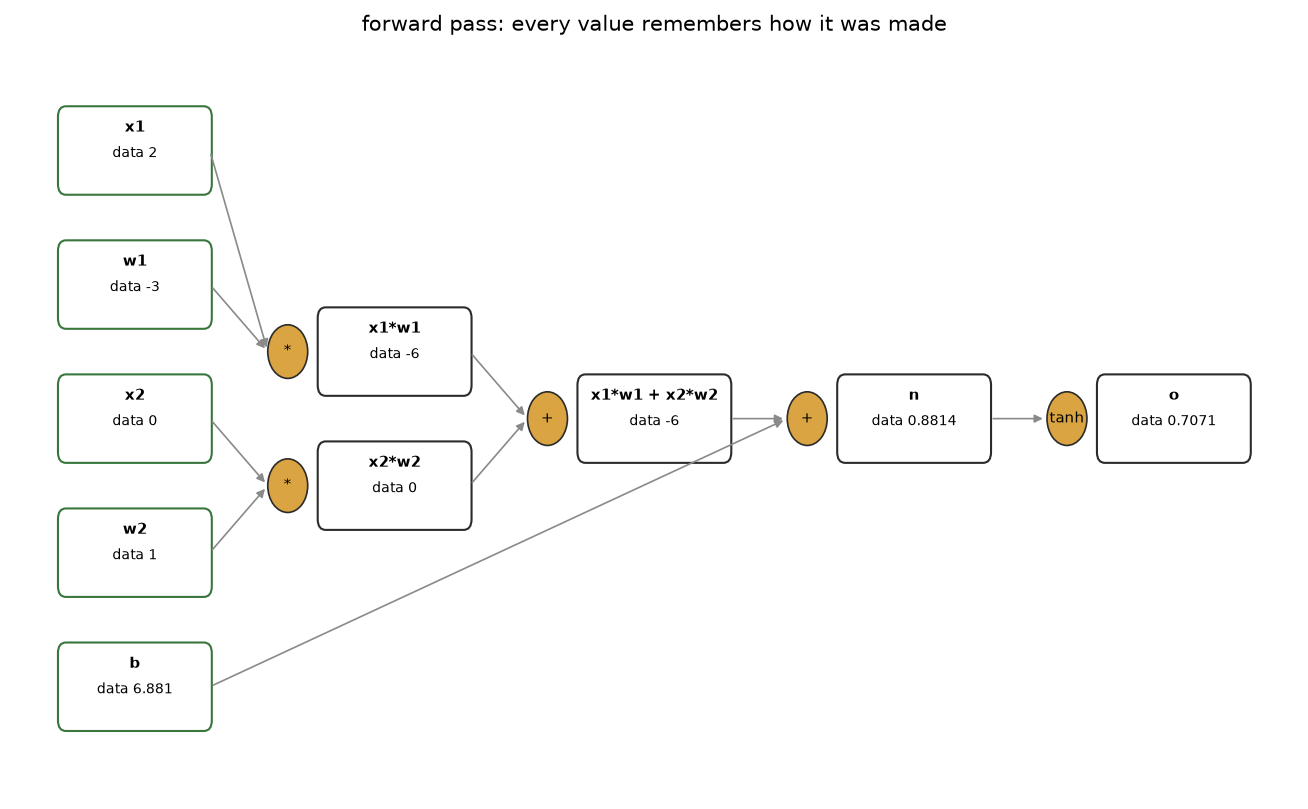 forward pass: every value remembers how it was made
x1
data 2
w1
data -3
x2
data 0
w2
data 1
b
data 6.881
*
*
x1*w1
data -6
x2*w2
data 0
+
x1*w1 + x2*w2
data -6
+
n
data 0.8814
tanh
o
data 0.7071